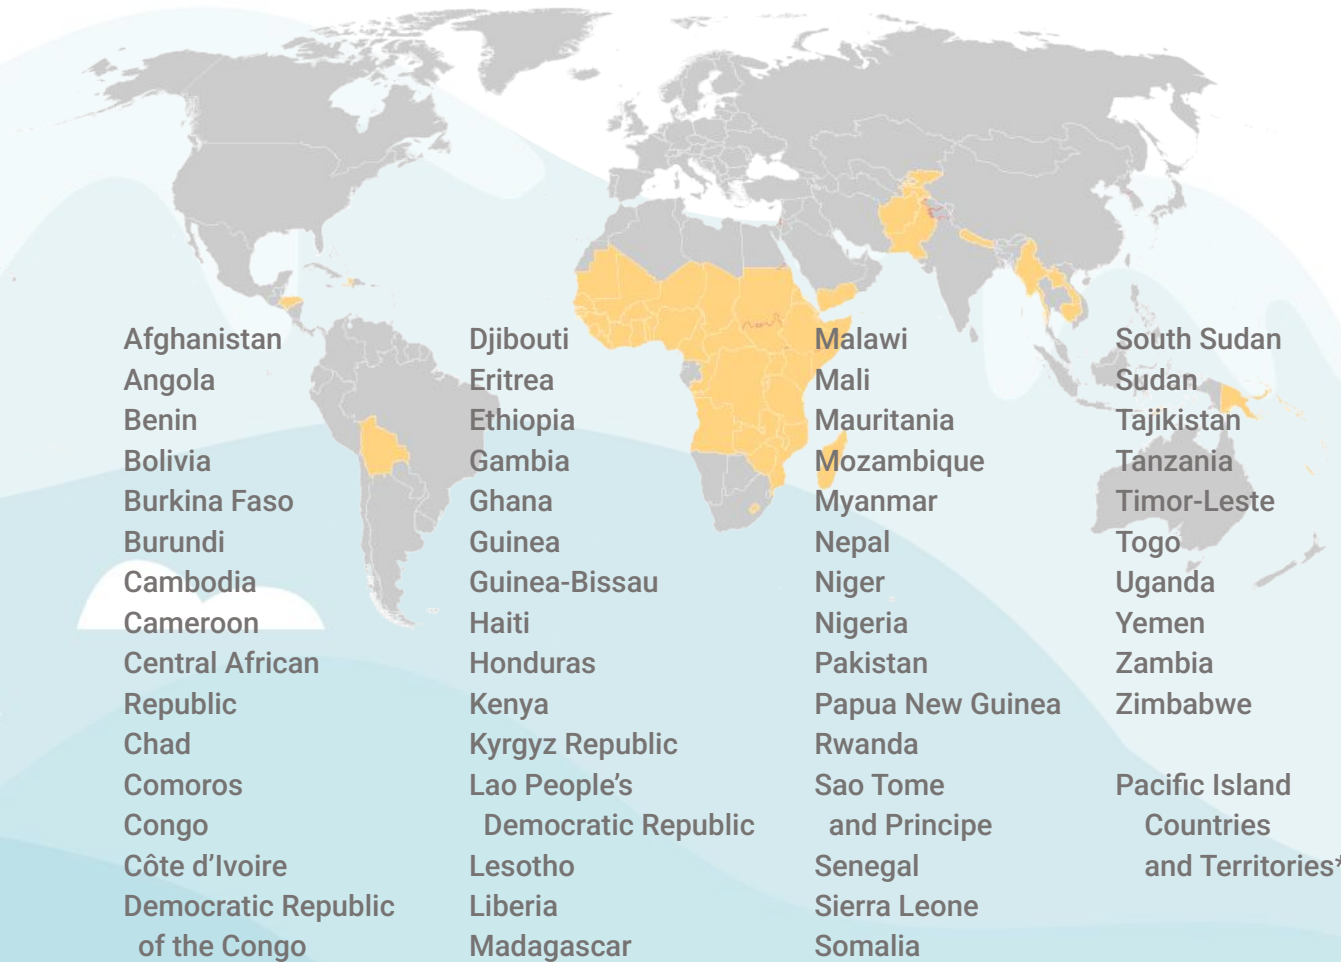 Afghanistan
Angola
Benin
Bolivia
Burkina Faso
Burundi
Cambodia
Cameroon
Central African
Republic
Chad
Comoros
Congo
Côte d’Ivoire
Democratic Republic
of the Congo
Djibouti
Eritrea
Ethiopia
Gambia
Ghana
Guinea
Guinea-Bissau
Haiti
Honduras
Kenya
Kyrgyz Republic
Lao People’s
Democratic Republic
Lesotho
Liberia
Madagascar
Malawi
Mali
Mauritania
Mozambique
Myanmar
Nepal
Niger
Nigeria
Pakistan
Papua New Guinea
Rwanda
Sao Tome
and Principe
Senegal
Sierra Leone
Somalia
South Sudan
Sudan
Tajikistan
Tanzania
Timor-Leste
Togo
Uganda
Yemen
Zambia
Zimbabwe
Pacific Island
Countries
and Territories*